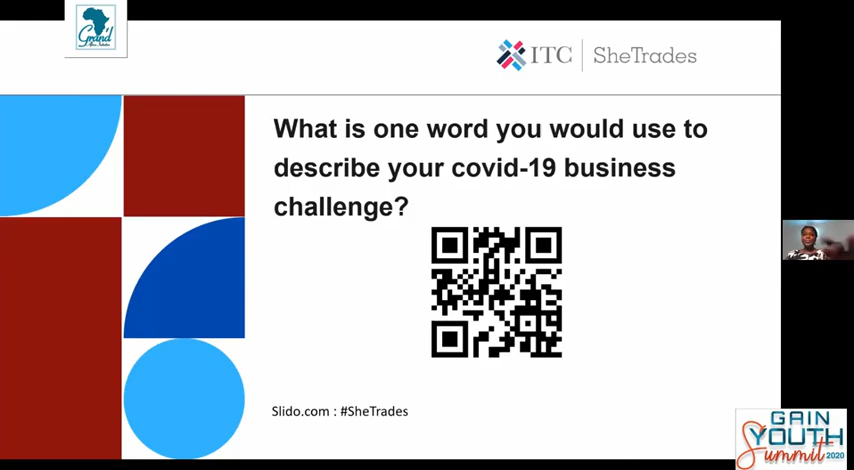 Grand
ITC
SheTrades
What is one word you would use to
describe your covid-19 business
challenge?
Slido.com : #SheTrades
GAIN
YOUTH
Summit 2020